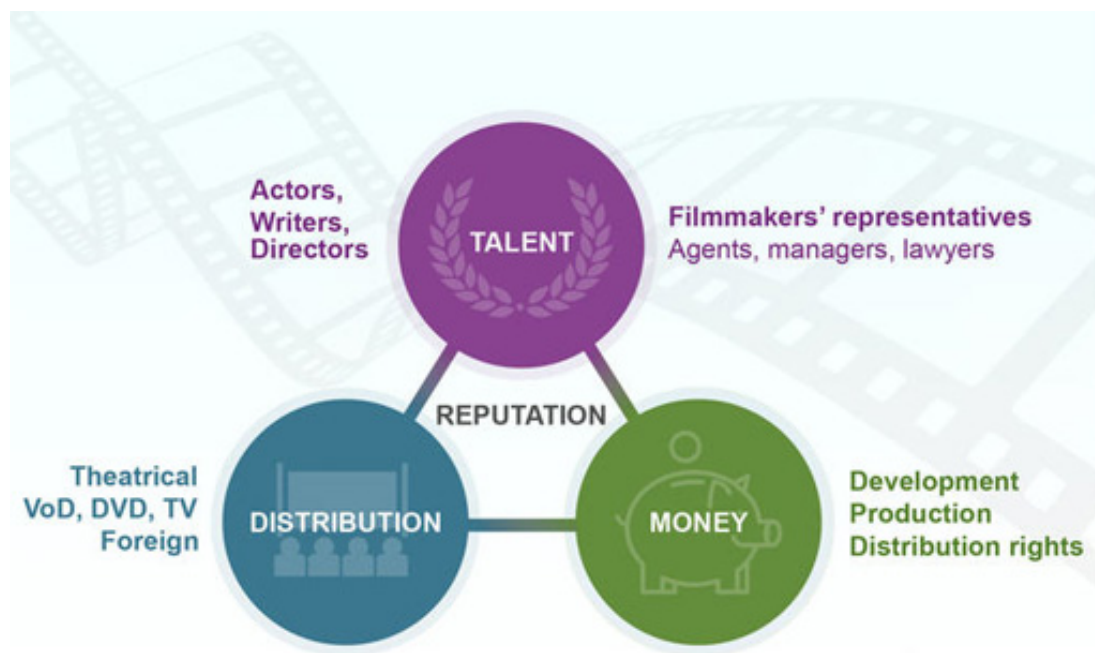 Actors,
Writers,
Directors
TALENT
Filmmakers’ representatives
Agents, managers, lawyers
REPUTATION
Theatrical
VoD, DVD, TV
Foreign
DISTRIBUTION
MONEY
Development
Production
Distribution rights